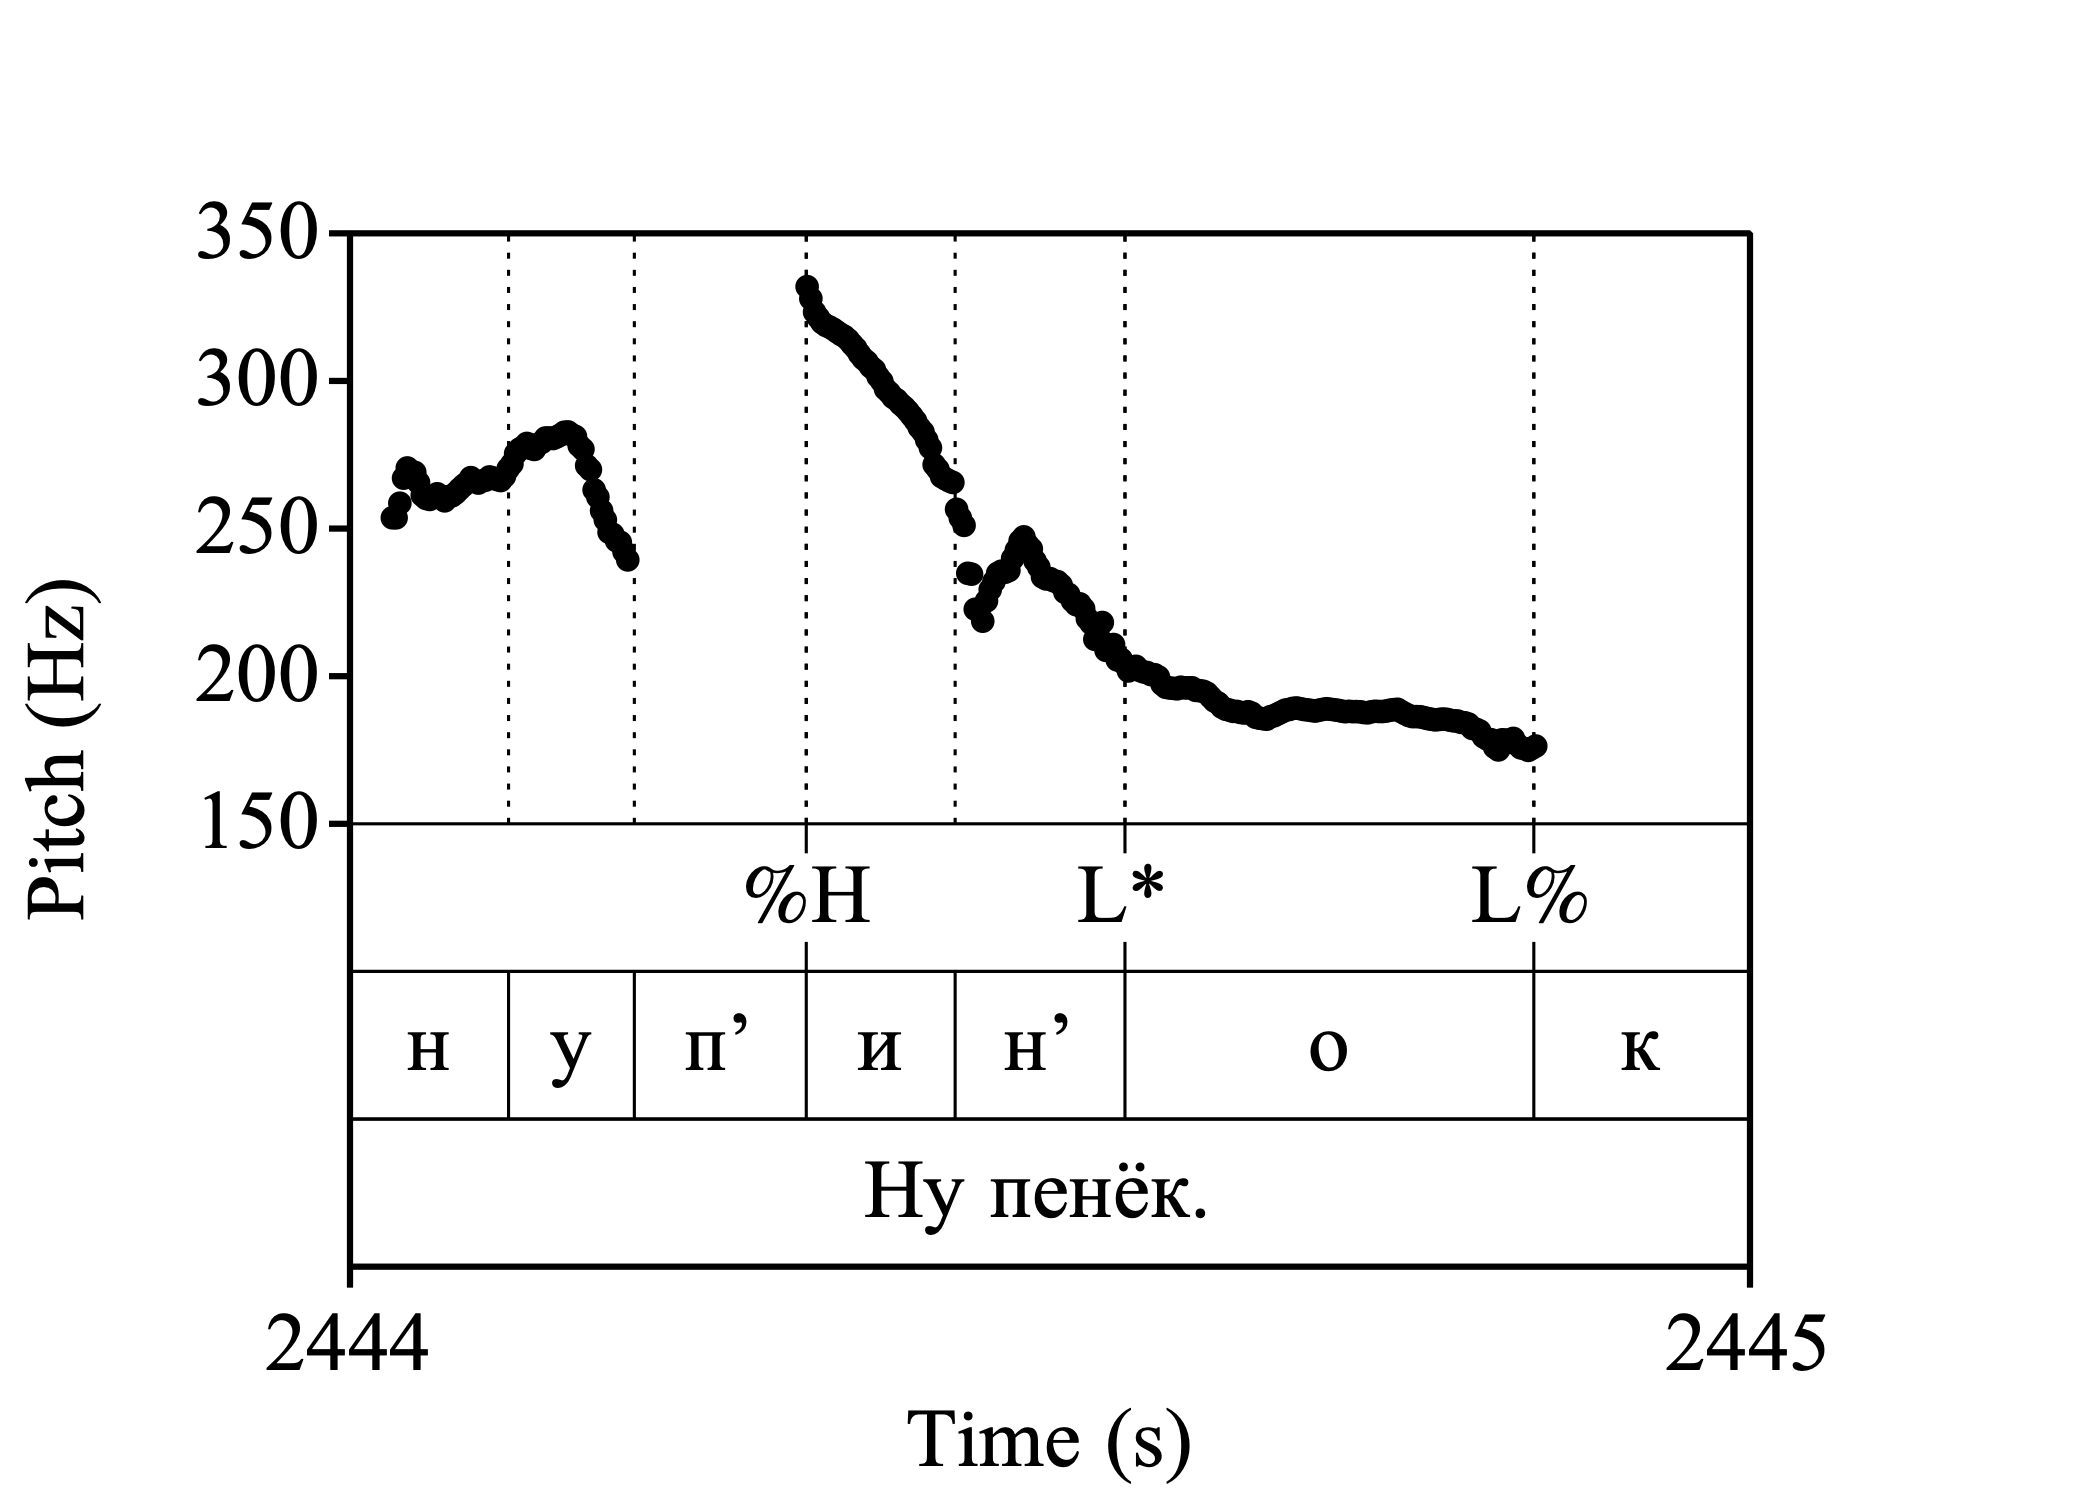 350
300
250
200
150
Pitch (Hz)
%H L* L%
н у п’ и н’ о к
Ну пенёк.
2444 2445
Time (s)